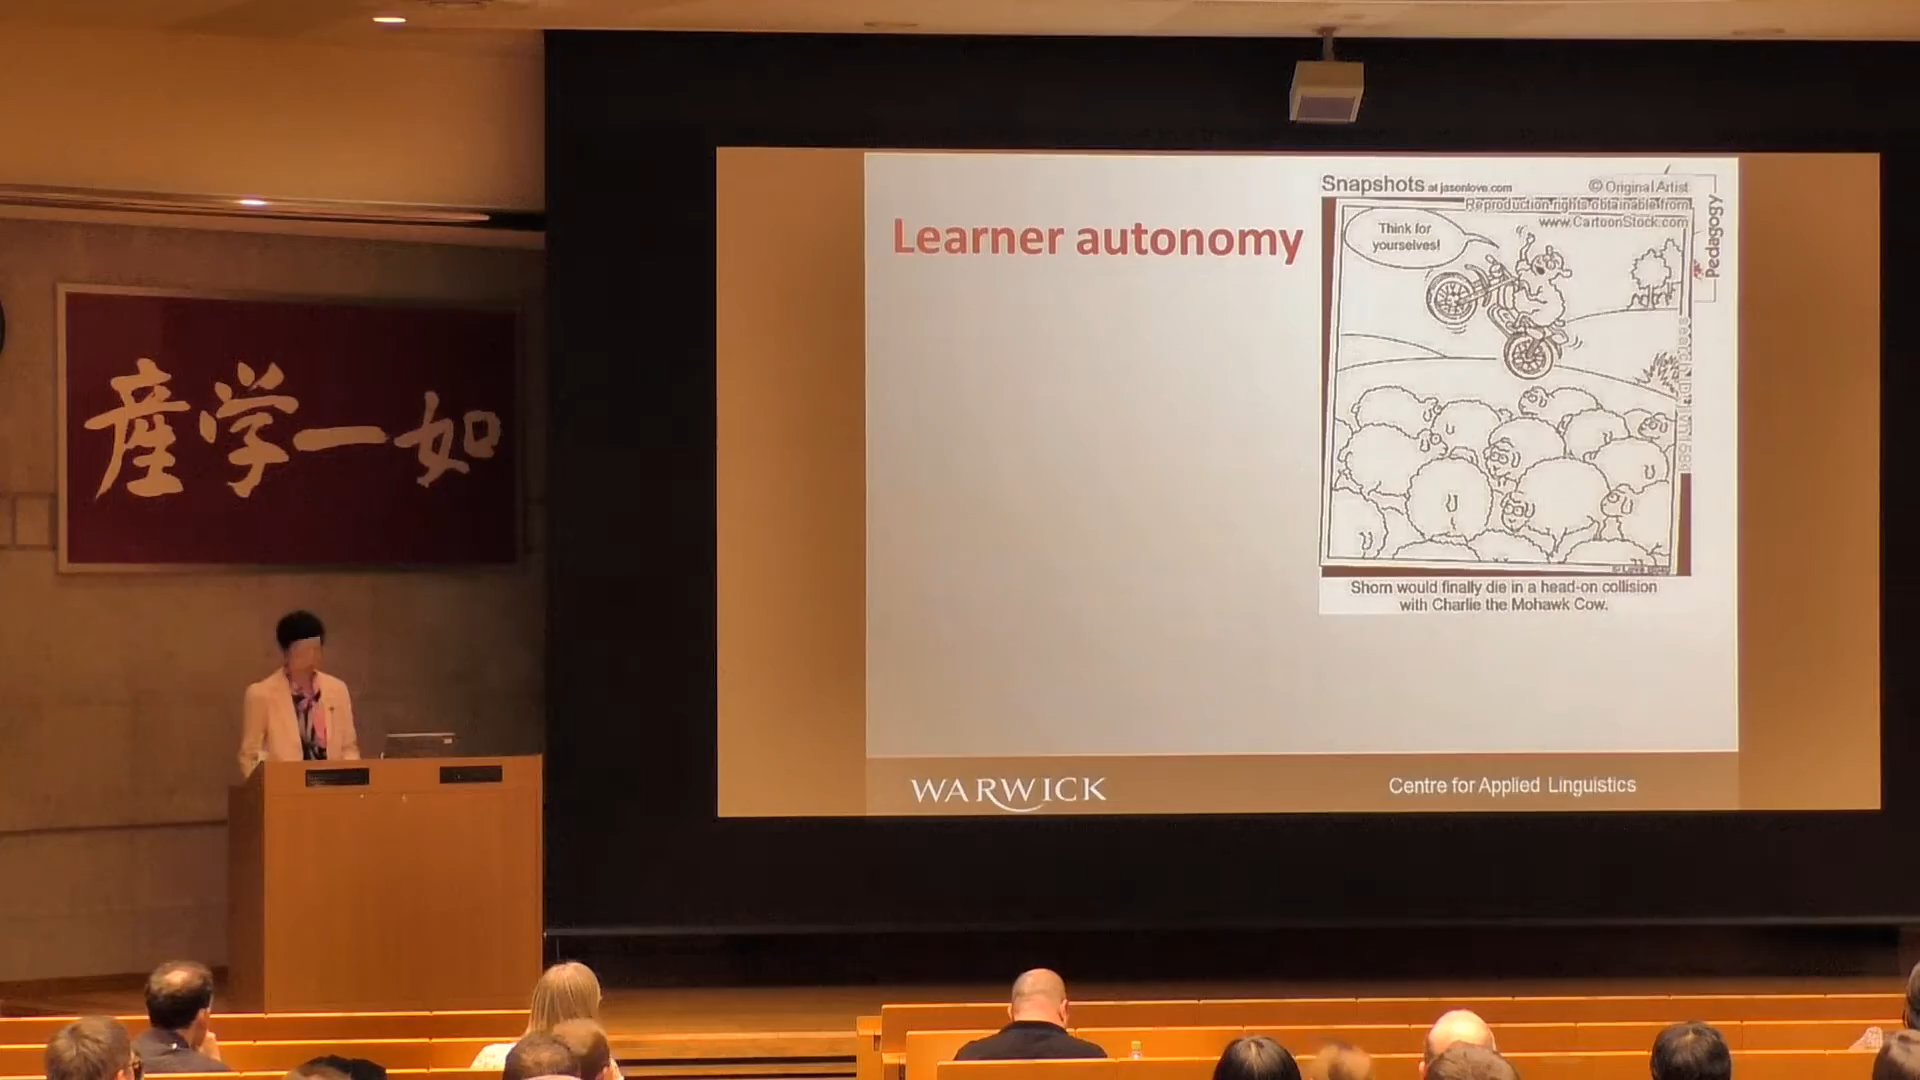 産学一如
Learner autonomy
Snapshots at jasonlove.com
© Original Artist
Reproduction rights obtainable from
www.CartoonStock.com
Pedagogy
Think for
yourselves!
Shorn would finally die in a head-on collision
with Charlie the Mohawk Cow.
WARWICK
Centre for Applied Linguistics